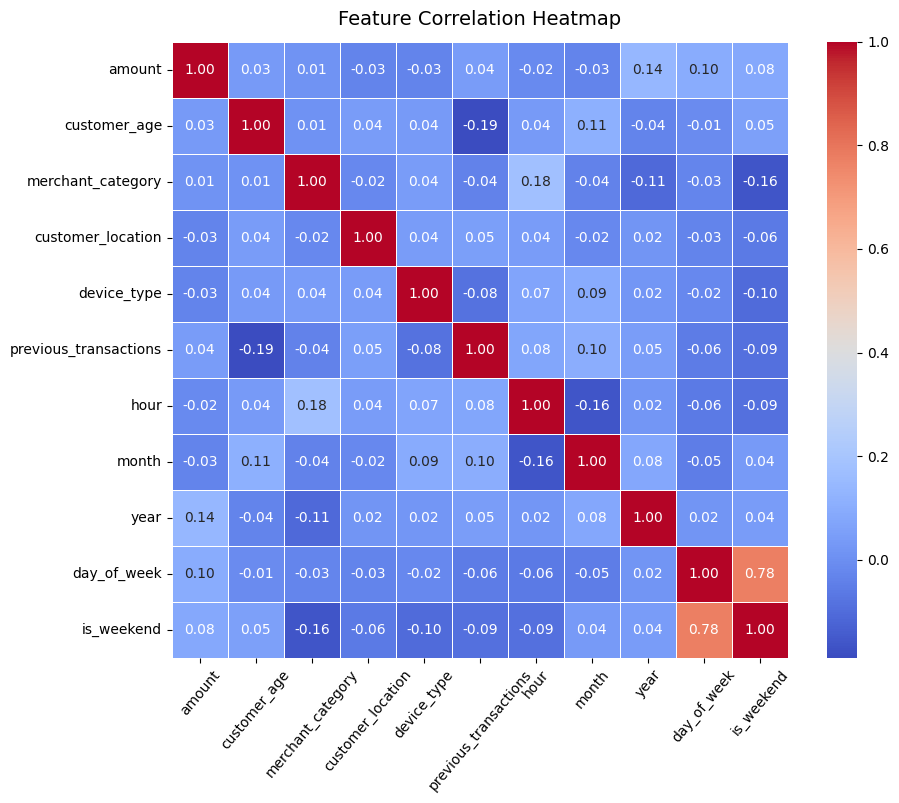 Feature Correlation Heatmap
amount 1.00 0.03 0.01 -0.03 -0.03 0.04 -0.02 -0.03 0.14 0.10 0.08
customer_age 0.03 1.00 0.01 0.04 0.04 -0.19 0.04 0.11 -0.04 -0.01 0.05
merchant_category 0.01 0.01 1.00 -0.02 0.04 -0.04 0.18 -0.04 -0.11 -0.03 -0.16
customer_location -0.03 0.04 -0.02 1.00 0.04 0.05 0.04 -0.02 0.02 -0.03 -0.06
device_type -0.03 0.04 0.04 0.04 1.00 -0.08 0.07 0.09 0.02 -0.02 -0.10
previous_transactions 0.04 -0.19 -0.04 0.05 -0.08 1.00 0.08 0.10 0.05 -0.06 -0.09
hour -0.02 0.04 0.18 0.04 0.07 0.08 1.00 -0.16 0.02 -0.06 -0.09
month -0.03 0.11 -0.04 -0.02 0.09 0.10 -0.16 1.00 0.08 -0.05 0.04
year 0.14 -0.04 -0.11 0.02 0.02 0.05 0.02 0.08 1.00 0.02 0.04
day_of_week 0.10 -0.01 -0.03 -0.03 -0.02 -0.06 -0.06 -0.05 0.02 1.00 0.78
is_weekend 0.08 0.05 -0.16 -0.06 -0.10 -0.09 -0.09 0.04 0.04 0.78 1.00
amount
customer_age
merchant_category
customer_location
device_type
previous_transactions
hour
month
year
day_of_week
is_weekend
1.0
0.8
0.6
0.4
0.2
0.0